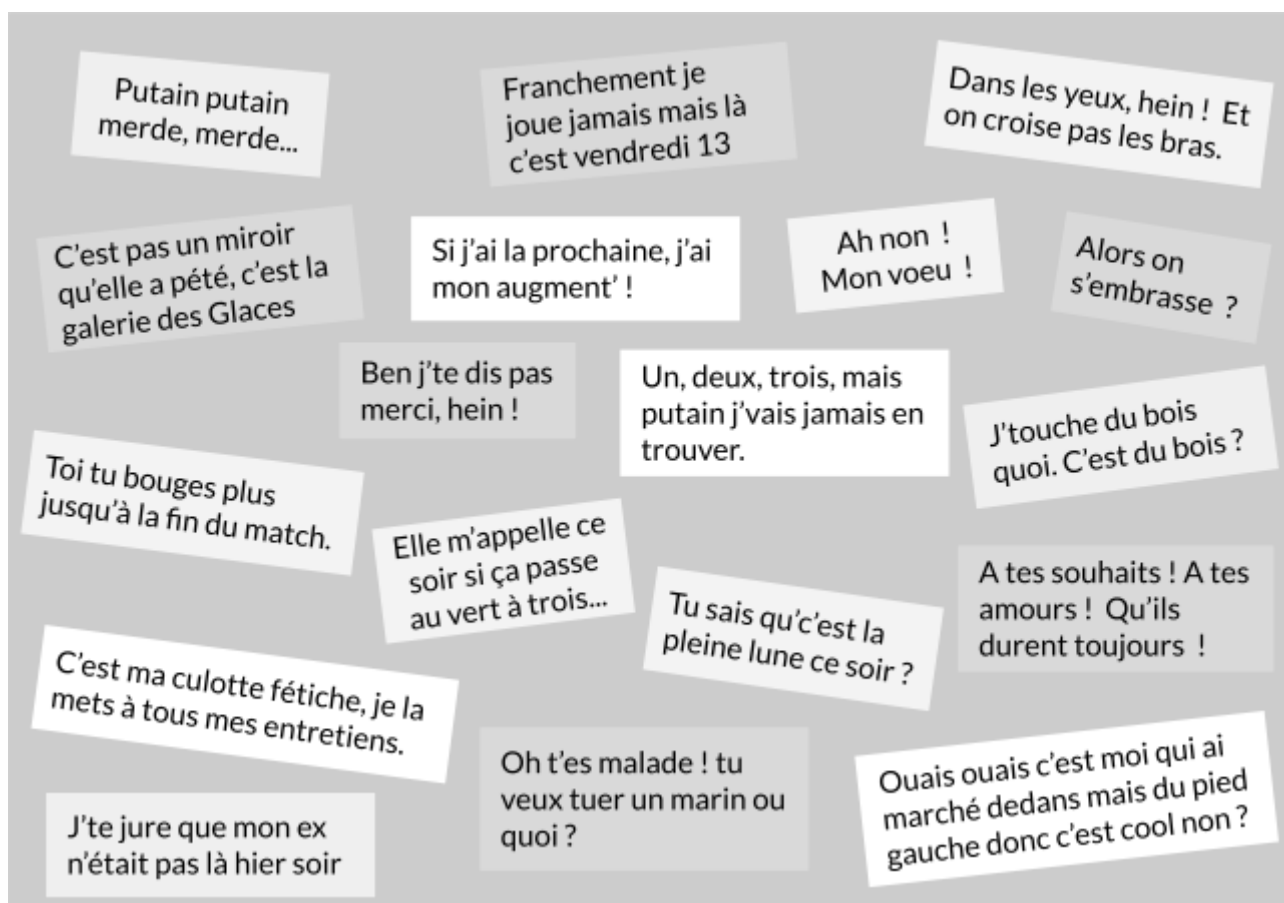 Putain putain
merde, merde...
Franchement je
joue jamais mais là
c'est vendredi 13
Dans les yeux, hein ! Et
on croise pas les bras.
C'est pas un miroir
qu'elle a pété, c'est la
galerie des Glaces
Si j'ai la prochaine, j'ai
mon augment' !
Ah non !
Mon voeu !
Alors on
s'embrasse ?
Ben j'te dis pas
merci, hein !
Un, deux, trois, mais
putain j'vais jamais en
trouver.
J'touche du bois
quoi. C'est du bois ?
Toi tu bouges plus
jusqu'à la fin du match.
Elle m'appelle ce
soir si ça passe
au vert à trois...
Tu sais qu'c'est la
pleine lune ce soir ?
A tes souhaits ! A tes
amours ! Qu'ils
durent toujours !
C'est ma culotte fétiche, je la
mets à tous mes entretiens.
Oh t'es malade ! tu
veux tuer un marin ou
quoi ?
Ouais ouais c'est moi qui ai
marché dedans mais du pied
gauche donc c'est cool non ?
J'te jure que mon ex
n'était pas là hier soir